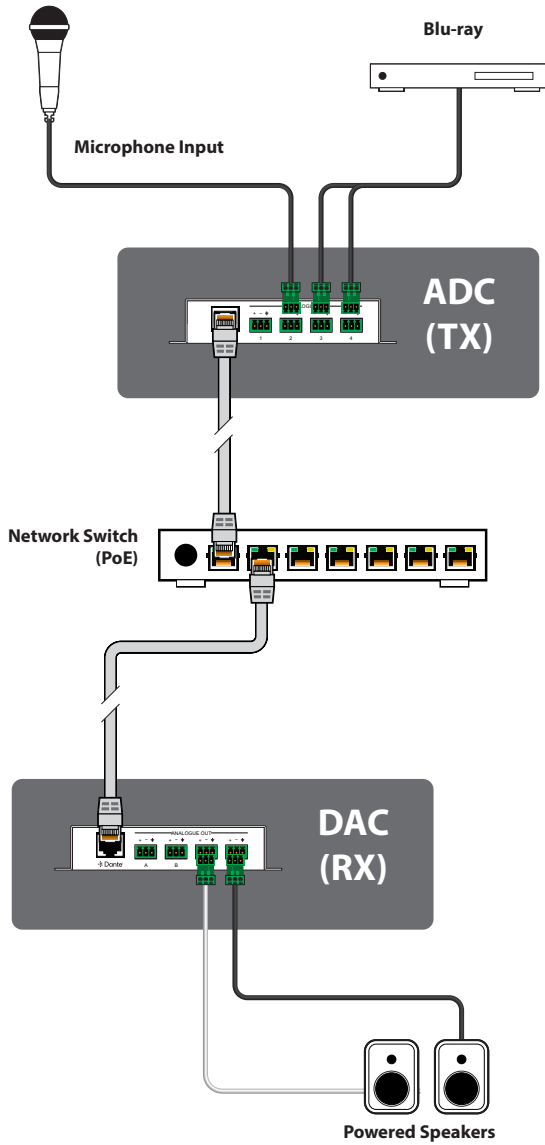 Blu-ray
Microphone Input
ADC
(TX)
+ -
1 2 3 4
Network Switch
(PoE)
DAC
(RX)
ANALOGUE OUT
Dante
A B
Powered Speakers